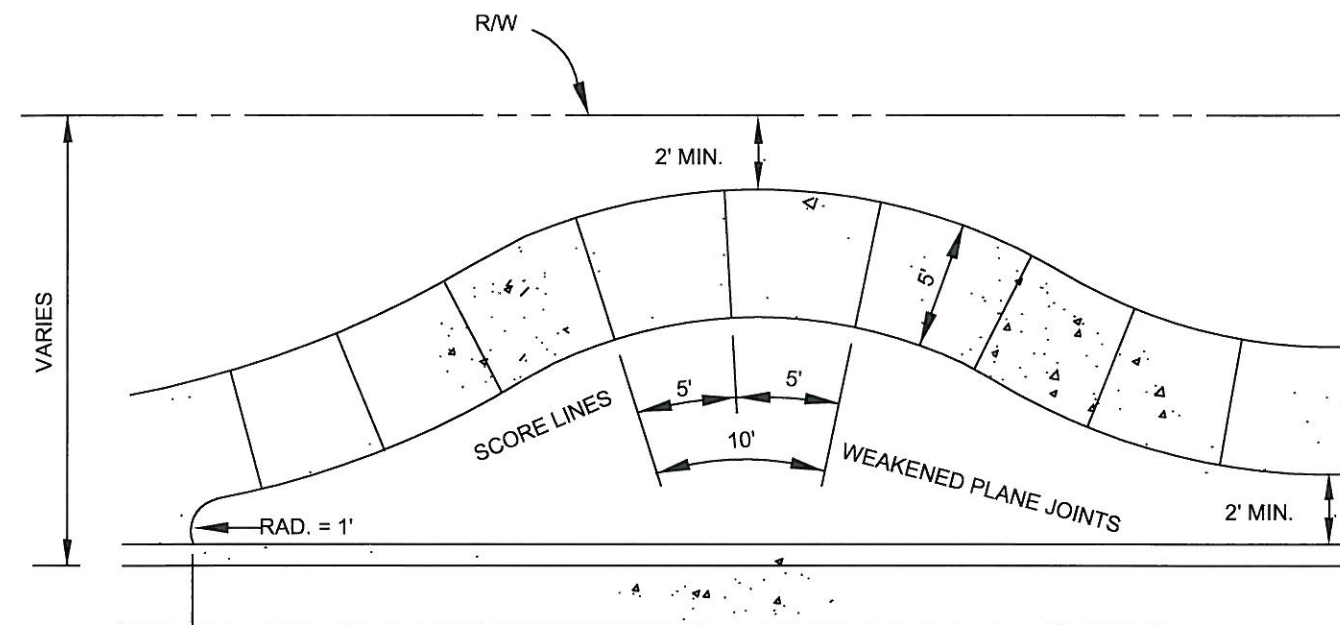 R/W
2' MIN.
VARIES
5'
5'
5'
10'
SCORE LINES
WEAKENED PLANE JOINTS
RAD. = 1'
2' MIN.